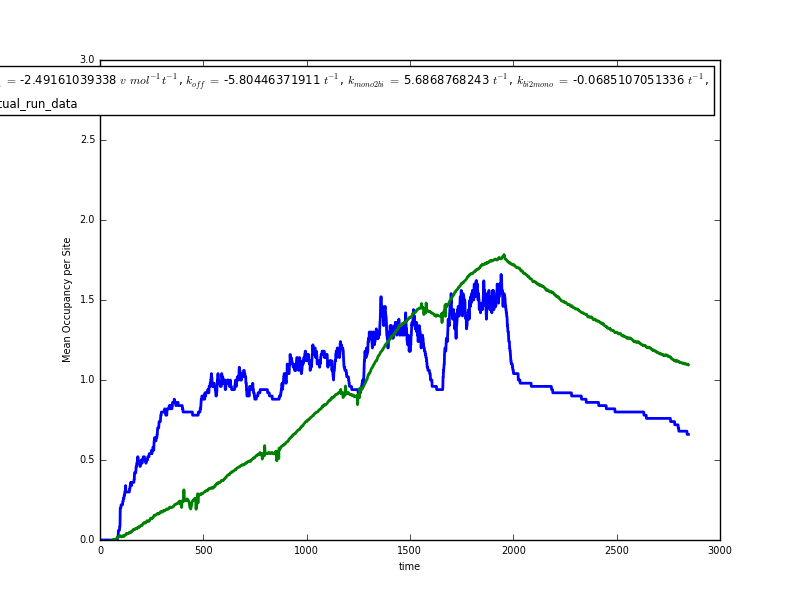 = -2.49161039338 v mol⁻¹t⁻¹, k_off = -5.80446371911 t⁻¹, k_mono2bi = 5.6868768243 t⁻¹, k_bi2mono = -0.0685107051336 t⁻¹,
tual_run_data
3.0
2.5
2.0
1.5
1.0
0.5
0.0
Mean Occupancy per Site
0 500 1000 1500 2000 2500 3000
time